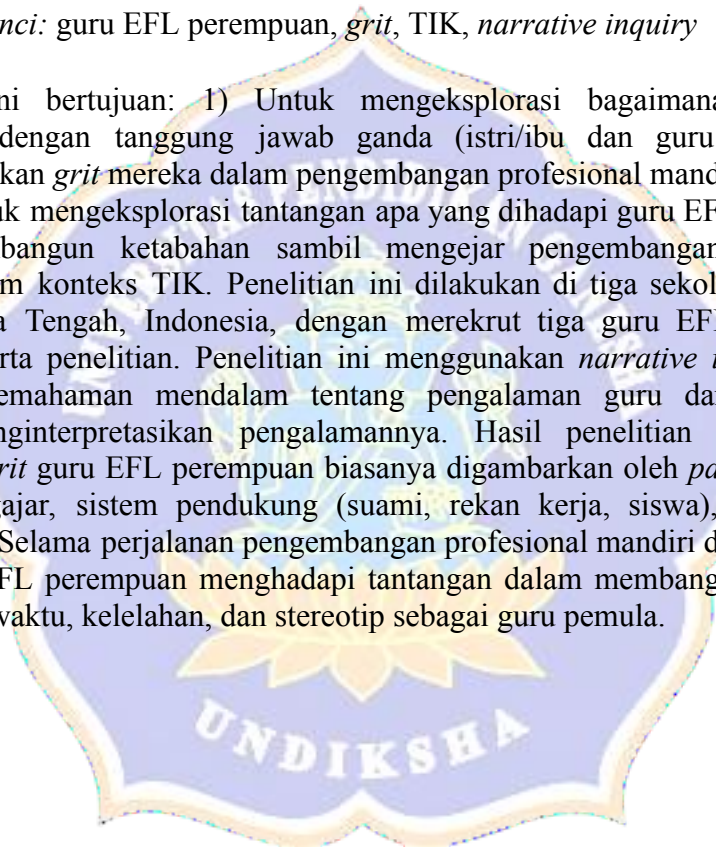 nci: guru EFL perempuan, grit, TIK, narrative inquiry
ni bertujuan: 1) Untuk mengeksplorasi bagaimana
dengan tanggung jawab ganda (istri/ibu dan guru
kan grit mereka dalam pengembangan profesional mand
uk mengeksplorasi tantangan apa yang dihadapi guru EF
bangun ketabahan sambil mengejar pengembangan
m konteks TIK. Penelitian ini dilakukan di tiga sekol
a Tengah, Indonesia, dengan merekrut tiga guru EF
rta penelitian. Penelitian ini menggunakan narrative i
emahaman mendalam tentang pengalaman guru da
nginterpretasikan pengalamannya. Hasil penelitian
rit guru EFL perempuan biasanya digambarkan oleh pa
gajar, sistem pendukung (suami, rekan kerja, siswa),
Selama perjalanan pengembangan profesional mandiri d
FL perempuan menghadapi tantangan dalam membang
waktu, kelelahan, dan stereotip sebagai guru pemula.
UNIVERSITAS PENDIDIKAN GANESHA
UNDIKSHA